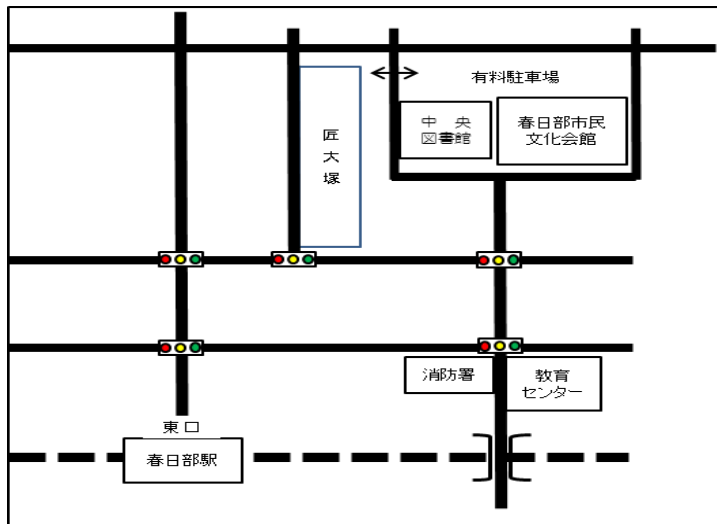 有料駐車場
中央
図書館
春日部市民
文化会館
匠大塚
消防署
教育
センター
東口
春日部駅